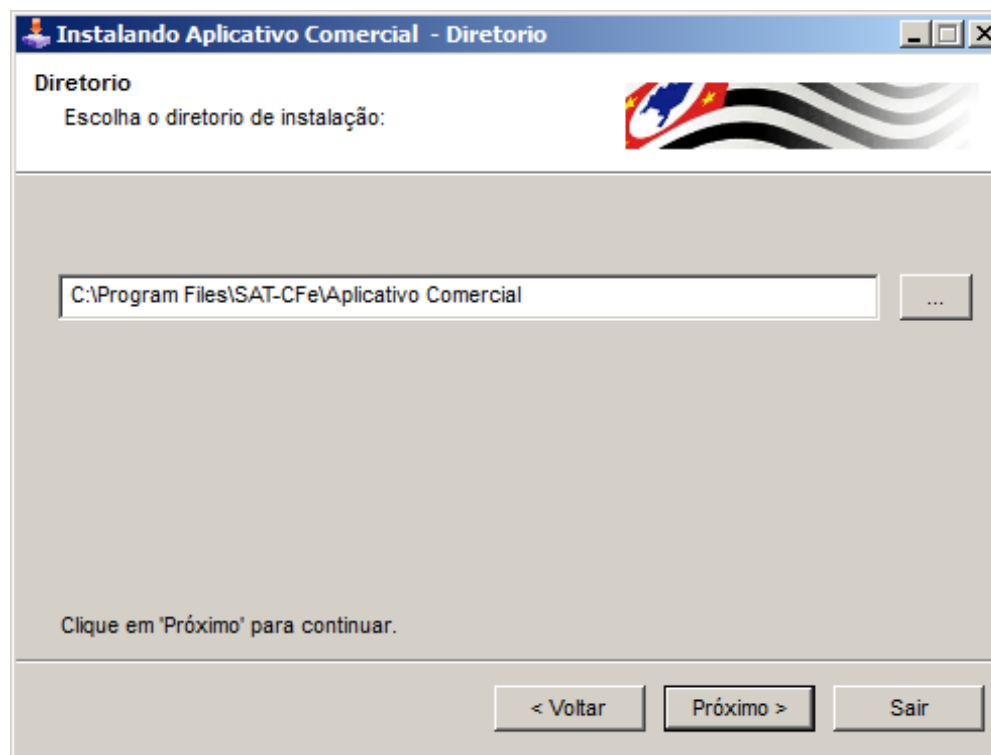 Instalando Aplicativo Comercial - Diretorio
Diretorio
Escolha o diretorio de instalação:
C:\Program Files\SAT-CFe\Aplicativo Comercial
...
Clique em 'Próximo' para continuar.
< Voltar
Próximo >
Sair